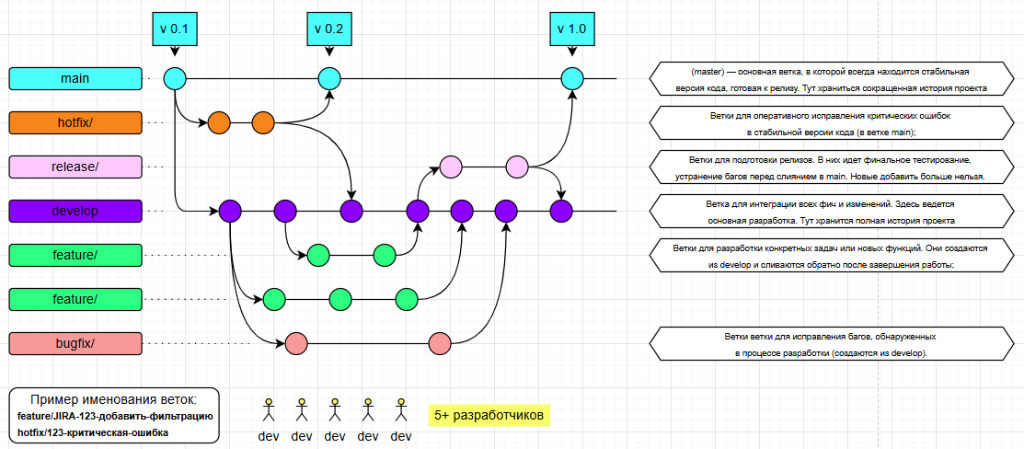 v 0.1
v 0.2
v 1.0
main
(master) — основная ветка, в которой всегда находится стабильная
версия кода, готовая к релизу. Тут храниться сокращенная история проекта
hotfix/
Ветки для оперативного исправления критических ошибок
в стабильной версии кода (в ветке main);
release/
Ветки для подготовки релизов. В них идет финальное тестирование,
устранение багов перед слиянием в main. Новые добавить больше нельзя.
develop
Ветка для интеграции всех фич и изменений. Здесь ведется
основная разработка. Тут хранится полная история проекта
feature/
Ветки для разработки конкретных задач или новых функций. Они создаются
из develop и сливаются обратно после завершения работы;
feature/
bugfix/
Ветки ветки для исправления багов, обнаруженных
в процессе разработки (создаются из develop).
Пример именования веток:
feature/JIRA-123-добавить-фильтрацию
hotfix/123-критическая-ошибка
dev
dev
dev
dev
dev
5+ разработчиков